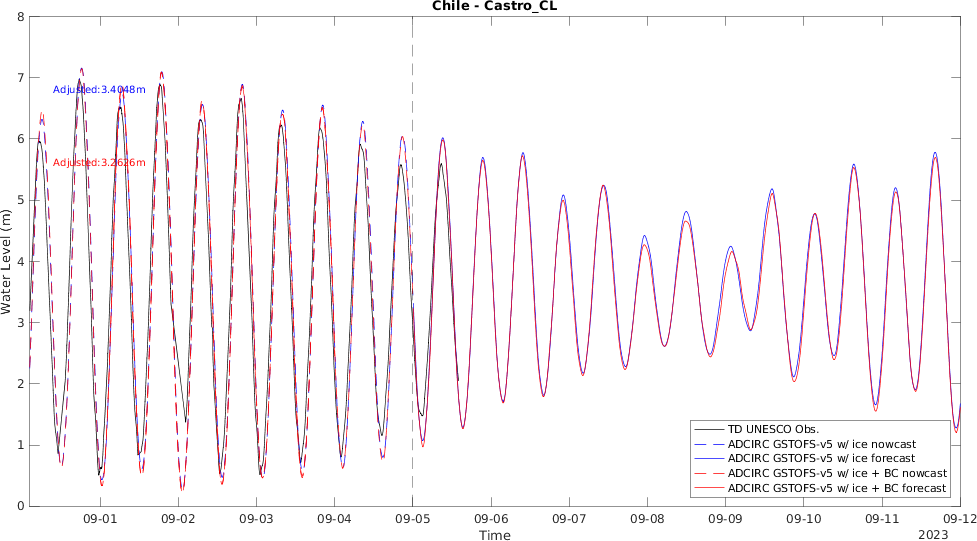 Chile - Castro_CL
8
7
6
5
4
3
2
1
0
Water Level (m)
Adjusted:3.4048m
Adjusted:3.2626m
TD UNESCO Obs.
ADCIRC GSTOFS-v5 w/ ice nowcast
ADCIRC GSTOFS-v5 w/ ice forecast
ADCIRC GSTOFS-v5 w/ ice + BC nowcast
ADCIRC GSTOFS-v5 w/ ice + BC forecast
09-01 09-02 09-03 09-04 09-05 09-06 09-07 09-08 09-09 09-10 09-11 09-12
Time
2023